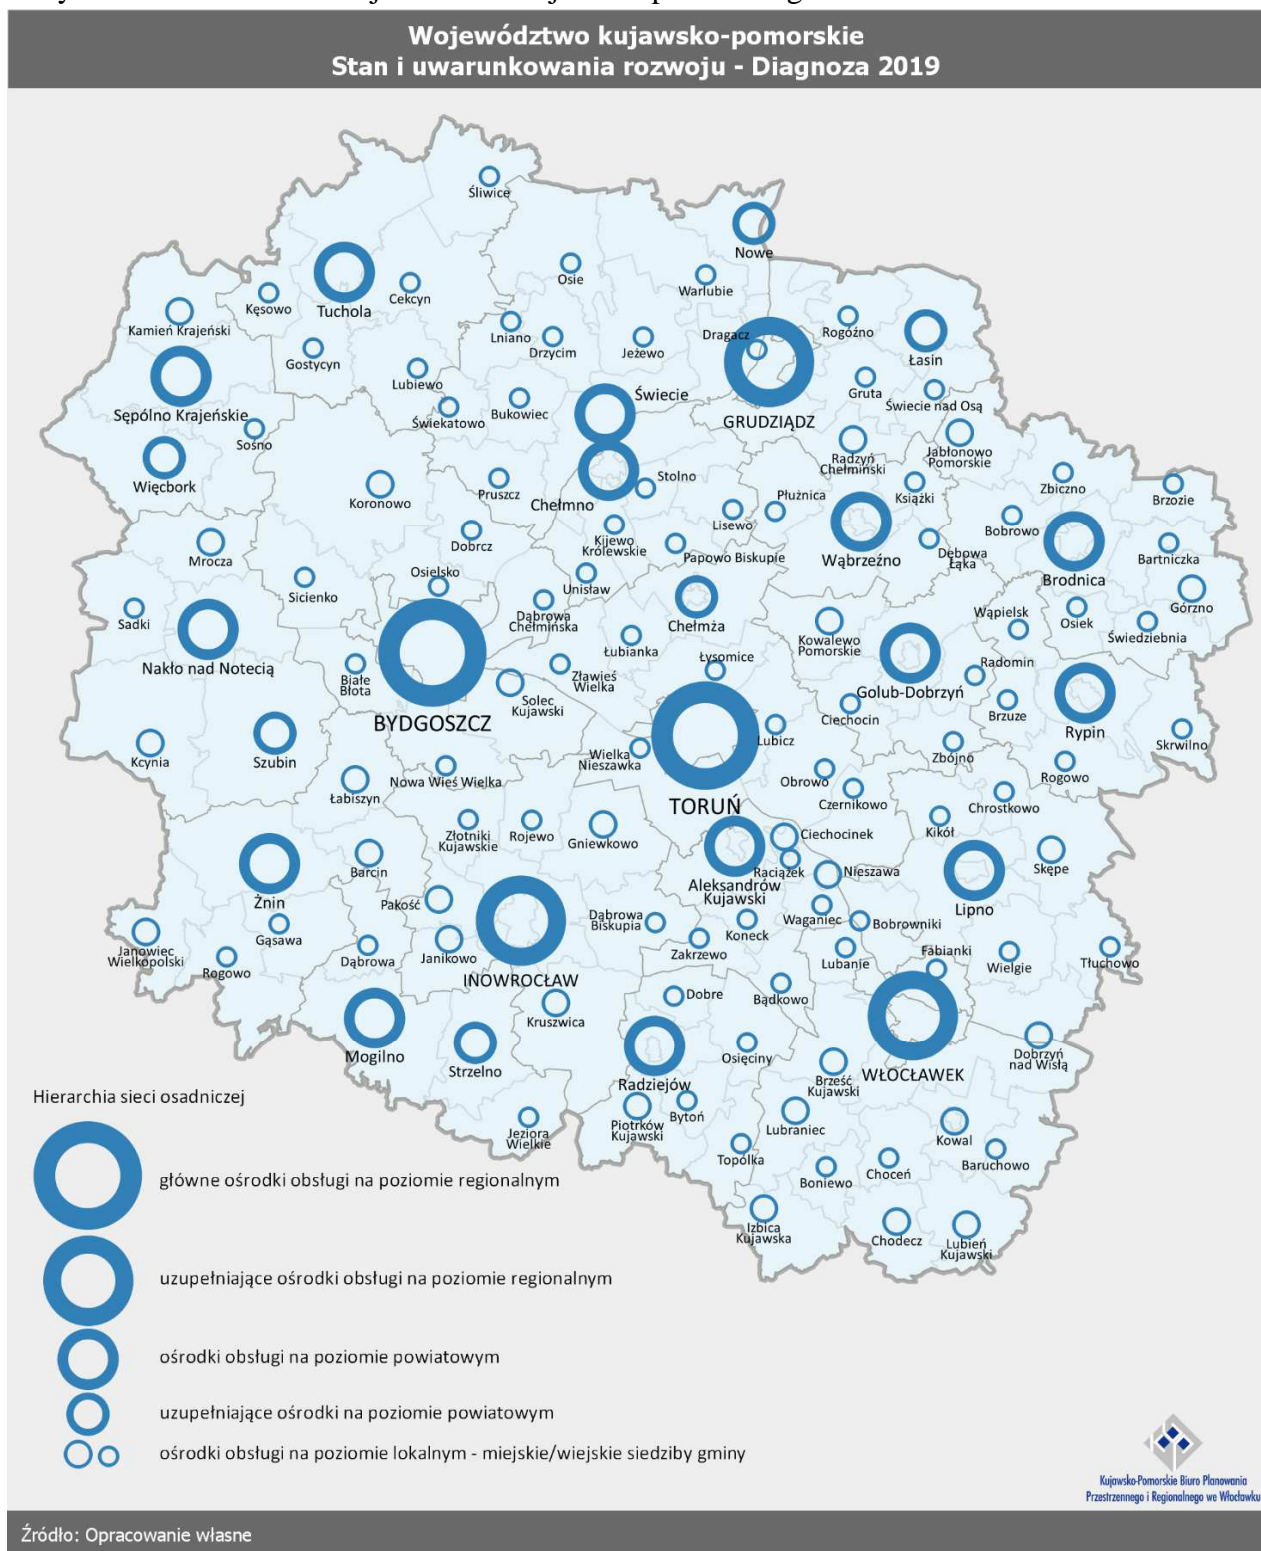 Województwo kujawsko-pomorskie
Stan i uwarunkowania rozwoju - Diagnoza 2019
Śliwice
Nowe
Osie
Warlubie
Tuchola
Cekcyn
Kęsowo
Kamień Krajeński
Lniano
Drzycim
Jeżewo
Dragacz
Rogóźno
Łasin
Gostycyn
Lubiewo
Świecie
Gruta
Świecie nad Osą
Sępólno Krajeńskie
Świekatowo
Bukowiec
GRUDZIĄDZ
Sośno
Radzyń
Chełmiński
Jabłonowo
Pomorskie
Więcbork
Koronowo
Pruszcz
Chełmno
Stolno
Płużnica
Książki
Zbiczno
Brzozie
Lisewo
Bobrowo
Mrocza
Dobrcz
Kijewo
Królewskie
Papowo Biskupie
Wąbrzeźno
Dębowa
Łąka
Brodnica
Bartniczka
Osielsko
Sicienko
Unisław
Dąbrowa
Chełmińska
Chełmża
Górzno
Wąpielsk
Osiek
Świedziebnia
Sadki
Łubianka
Kowalewo
Pomorskie
Nakło nad Notecią
Łysomice
Radomin
Białe
Błota
Zławieś
Wielka
Golub-Dobrzyń
Solec
Kujawski
BYDGOSZCZ
Ciechocin
Brzuze
Rypin
Skrwilno
Kcynia
Szubin
Wielka
Nieszawka
Lubicz
Zbójno
Rogowo
Nowa Wieś Wielka
Obrowo
Łabiszyn
TORUŃ
Czernikowo
Chrostkowo
Złotniki
Kujawskie
Rojewo
Gniewkowo
Ciechocinek
Kikół
Barcin
Raciążek
Nieszawa
Skępe
Żnin
Pakość
Aleksandrów
Kujawski
Lipno
Dąbrowa
Biskupia
Waganiec
Bobrowniki
Gąsawa
Koneck
Janowiec
Wielkopolski
Rogowo
Dąbrowa
Janikowo
Zakrzewo
Lubanie
Fabianki
Wielgie
Tłuchowo
INOWROCŁAW
Kruszwica
Dobre
Bądkowo
Mogilno
Strzelno
Osięciny
Dobrzyń
nad Wisłą
Radziejów
Brześć
Kujawski
WŁOCŁAWEK
Bytoń
Piotrków
Kujawski
Lubraniec
Kowal
Jeziora
Wielkie
Topólka
Boniewo
Choceń
Baruchowo
Izbica
Kujawska
Chodecz
Lubień
Kujawski
Hierarchia sieci osadniczej
główne ośrodki obsługi na poziomie regionalnym
uzupełniające ośrodki obsługi na poziomie regionalnym
ośrodki obsługi na poziomie powiatowym
uzupełniające ośrodki na poziomie powiatowym
ośrodki obsługi na poziomie lokalnym - miejskie/wiejskie siedziby gminy
Kujawsko-Pomorskie Biuro Planowania
Przestrzennego i Regionalnego we Włocławku
Źródło: Opracowanie własne